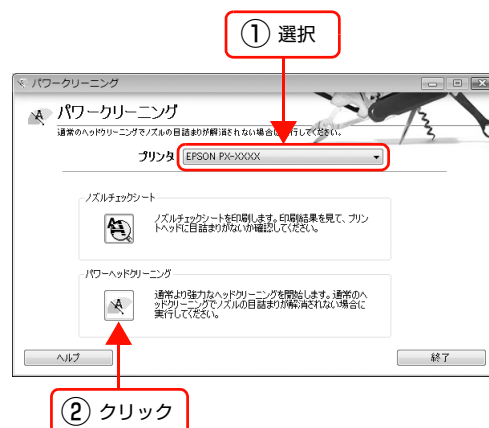 ① 選択
パワークリーニング
パワークリーニング
通常のヘッドクリーニングでノズルの目詰まりが解消されない場合に実行してください。
プリンタ EPSON PX-XXXX
ノズルチェックシート
ノズルチェックシートを印刷します。印刷結果を見て、プリン
トヘッドに目詰まりがないか確認してください。
パワーヘッドクリーニング
通常より強力なヘッドクリーニングを開始します。通常のヘ
ッドクリーニングでノズルの目詰まりが解消されない場合に
実行してください。
ヘルプ
終了
② クリック